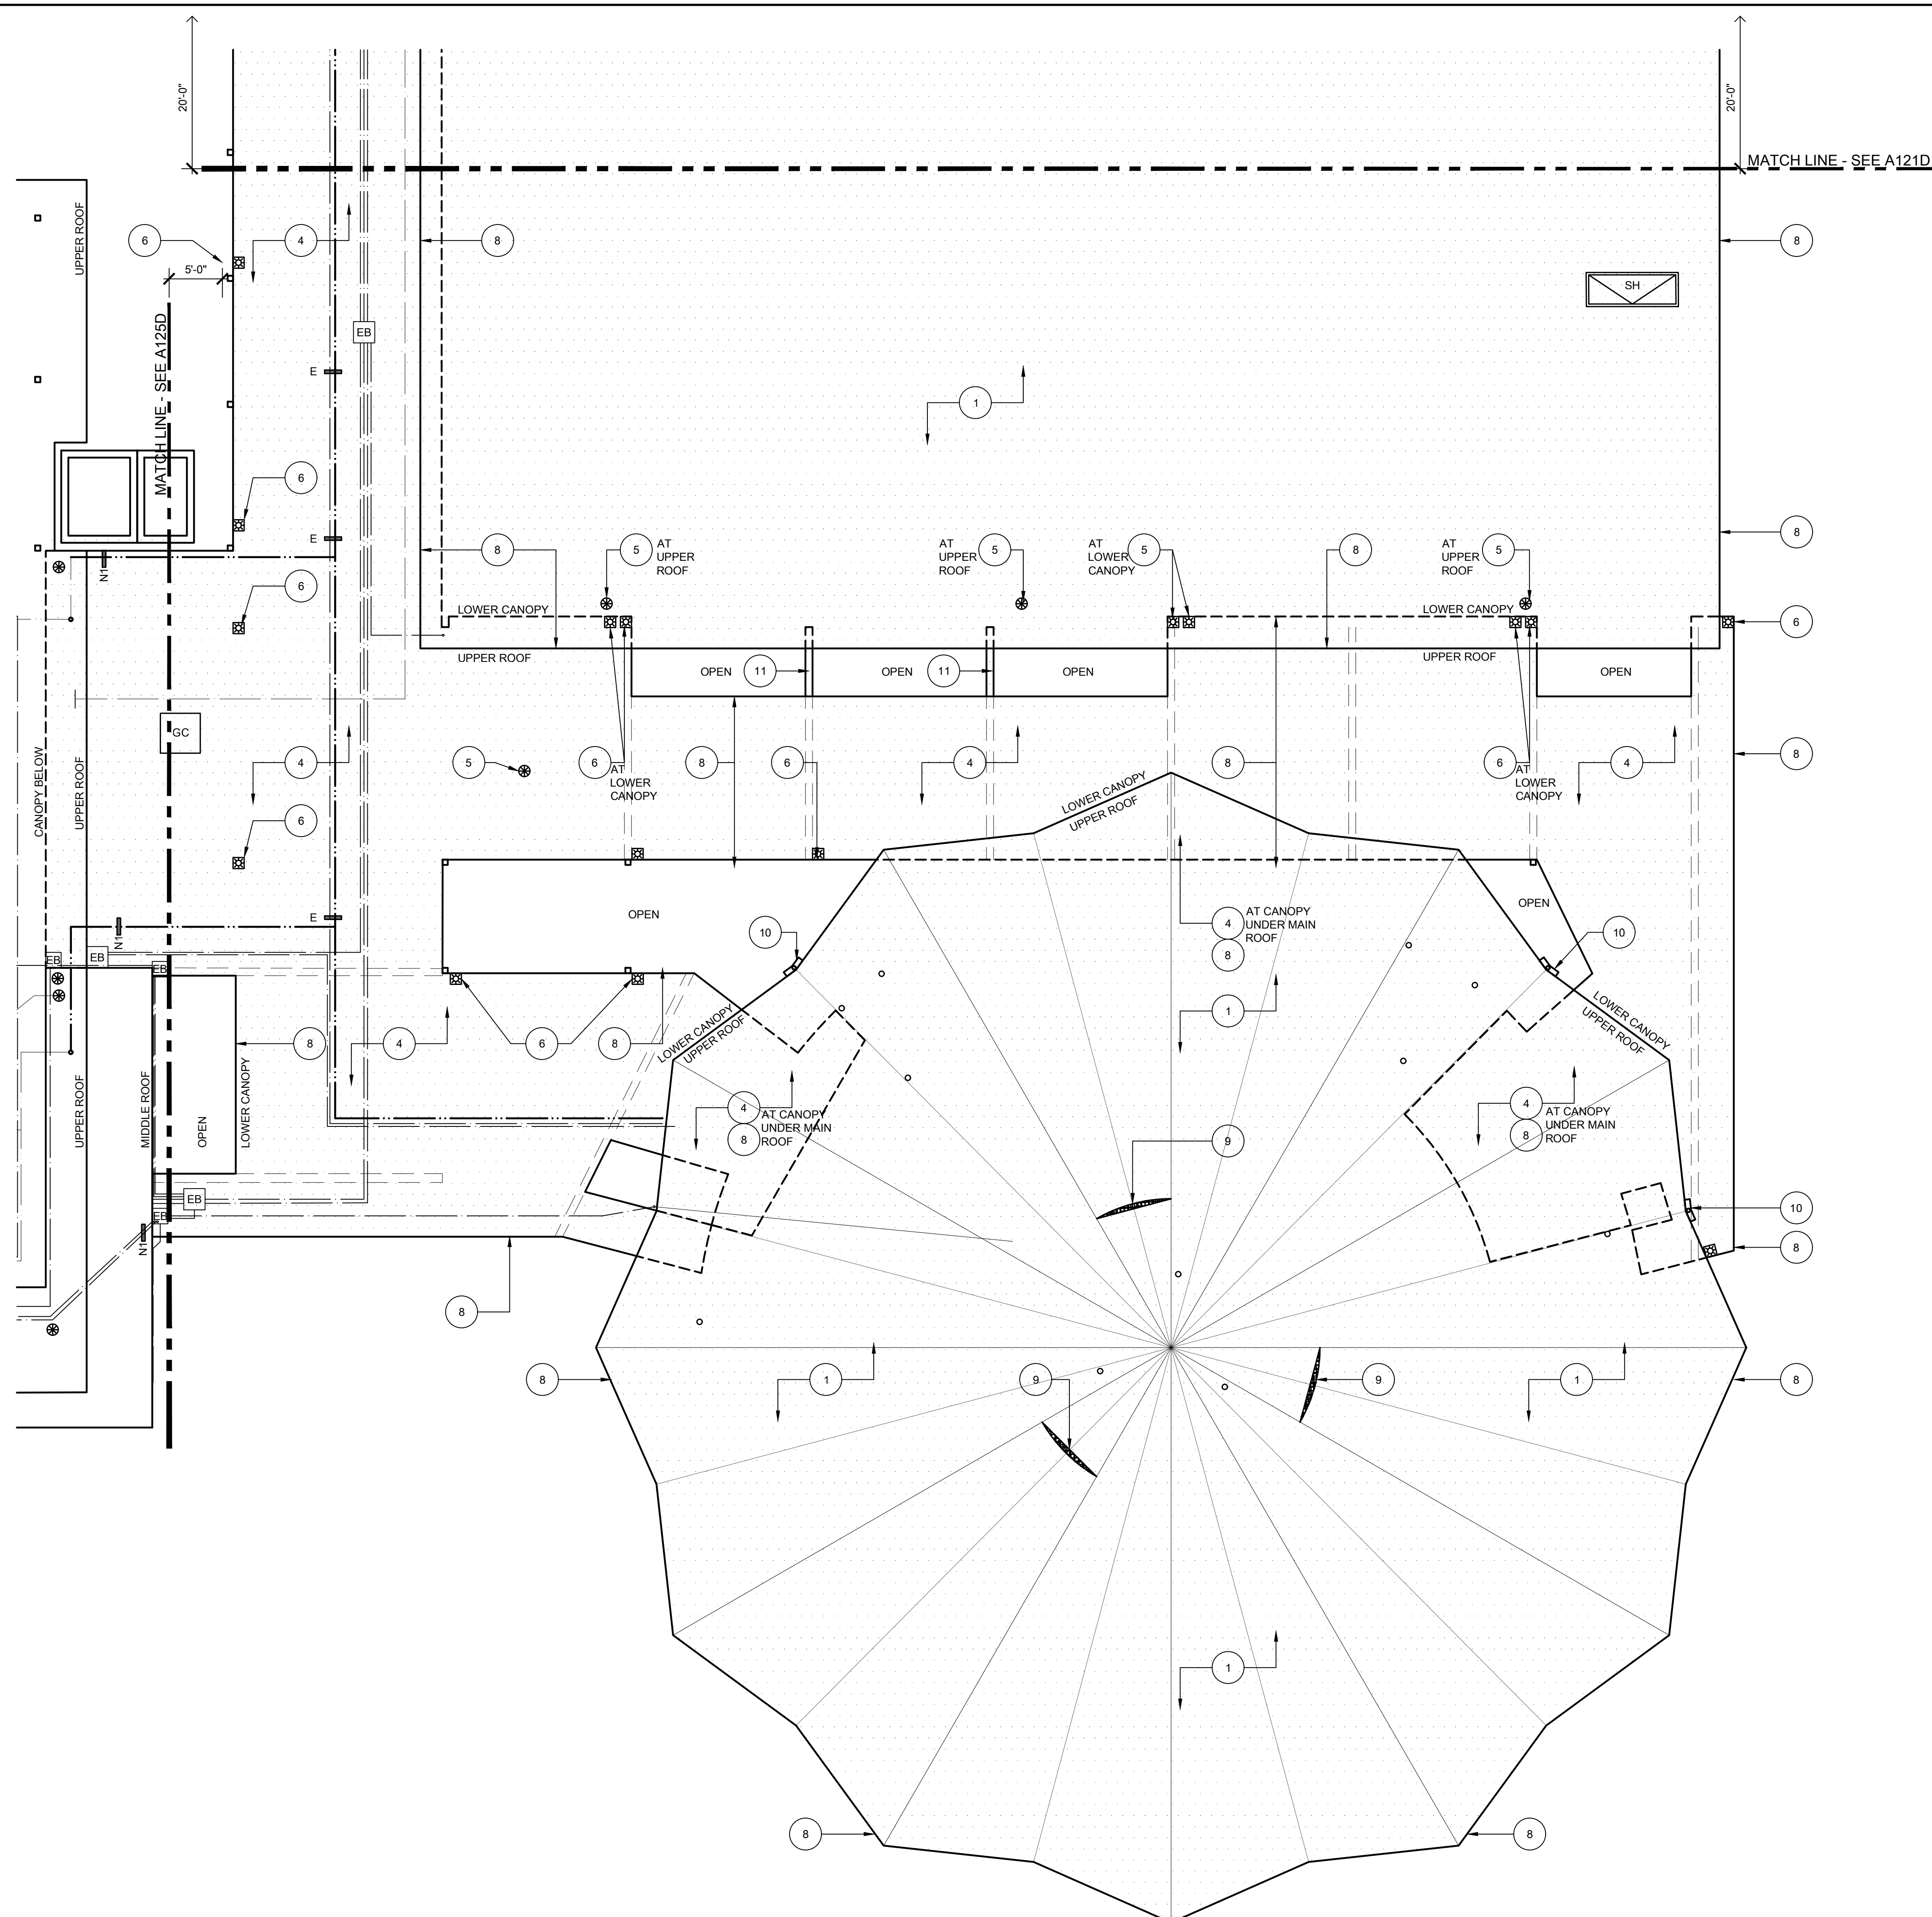 20'-0"
20'-0"
MATCH LINE - SEE A121D
UPPER ROOF
6
4
8
8
5'-0"
SH
MATCH LINE - SEE A125D
EB
E
1
6
E
8
5
AT
UPPER
ROOF
AT
UPPER
ROOF
5
AT
LOWER
CANOPY
5
8
AT
UPPER
ROOF
5
8
N1
6
LOWER CANOPY
LOWER CANOPY
6
UPPER ROOF
UPPER ROOF
OPEN
11
OPEN
11
OPEN
OPEN
GC
CANOPY BELOW
UPPER ROOF
4
5
6
AT
LOWER
CANOPY
8
6
4
LOWER CANOPY
UPPER ROOF
8
6
AT
LOWER
CANOPY
4
8
6
E
N1
OPEN
10
4
AT CANOPY
UNDER MAIN
ROOF
8
OPEN
10
EB
EB
EB
1
8
4
6
8
LOWER CANOPY
UPPER ROOF
LOWER CANOPY
UPPER ROOF
UPPER ROOF
MIDDLE ROOF
OPEN
LOWER CANOPY
4
AT CANOPY
UNDER MAIN
ROOF
8
9
4
AT CANOPY
UNDER MAIN
ROOF
8
EB
EB
N1
10
8
8
8
1
9
9
1
8
1
8
8